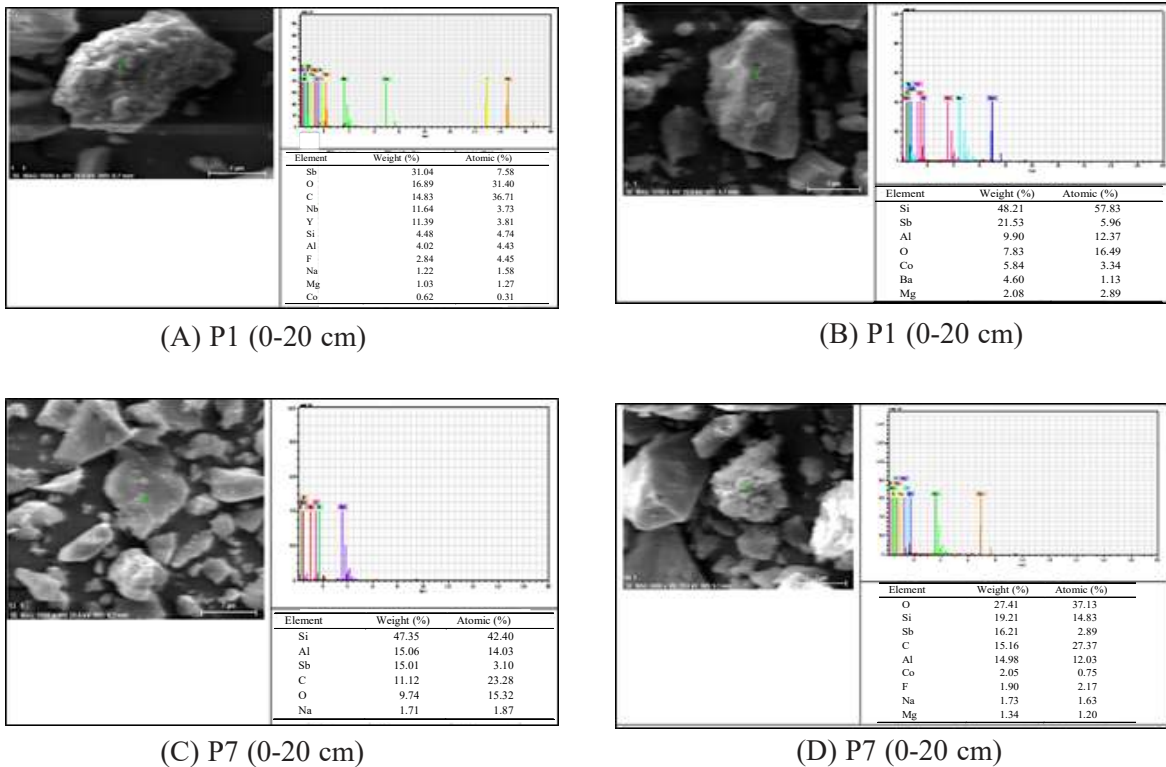 Element Weight (%) Atomic (%)
Sb 31.04 7.58
O 16.89 31.40
C 14.83 36.71
Nb 11.64 3.73
Y 11.39 3.81
Si 4.48 4.74
Al 4.02 4.43
F 2.84 4.45
Na 1.22 1.58
Mg 1.03 1.27
Co 0.62 0.31
(A) P1 (0-20 cm)
Element Weight (%) Atomic (%)
Si 48.21 57.83
Sb 21.53 5.96
Al 9.90 12.37
O 7.83 16.49
Co 5.84 3.34
Ba 4.60 1.13
Mg 2.08 2.89
(B) P1 (0-20 cm)
Element Weight (%) Atomic (%)
Si 47.35 42.40
Al 15.06 14.03
Sb 15.01 3.10
C 11.12 23.28
O 9.74 15.32
Na 1.71 1.87
(C) P7 (0-20 cm)
Element Weight (%) Atomic (%)
O 27.41 37.13
Si 19.21 14.83
Sb 16.21 2.89
C 15.16 27.37
Al 14.98 12.03
Co 2.05 0.75
F 1.90 2.17
Na 1.73 1.63
Mg 1.34 1.20
(D) P7 (0-20 cm)